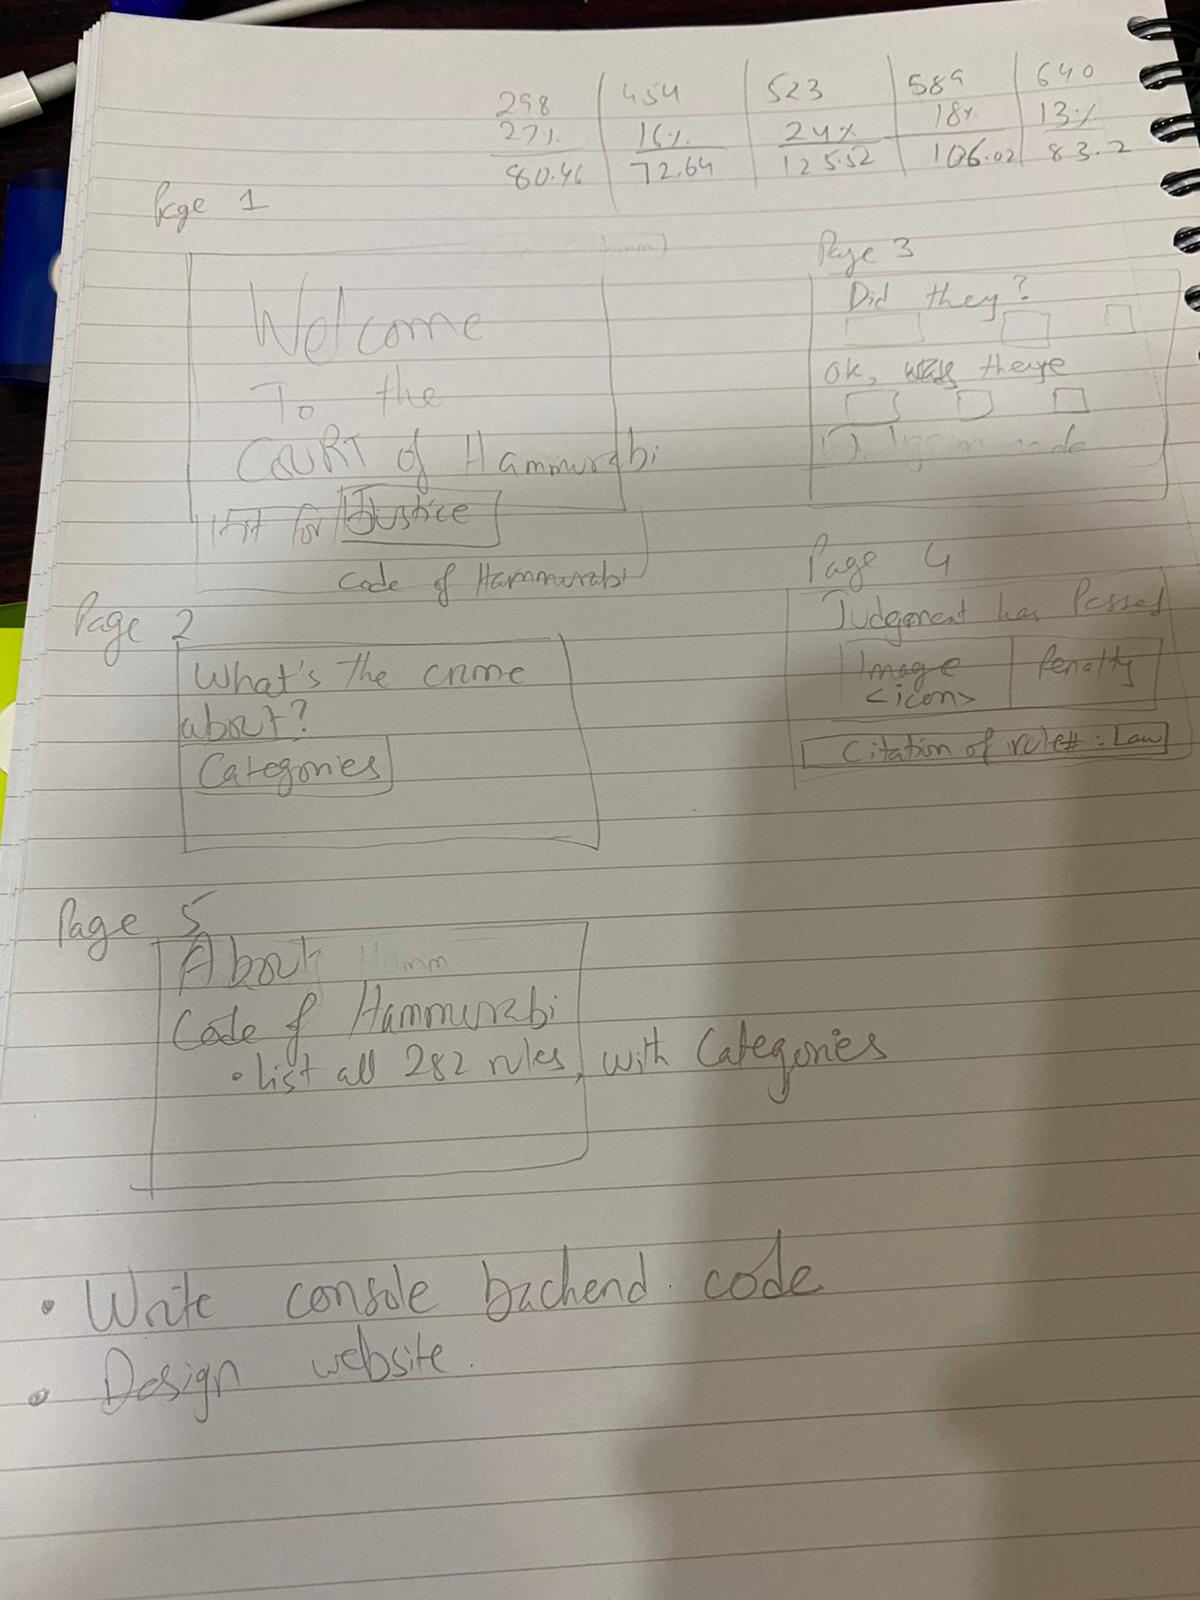 298 454 523 589 640
27% 16% 24% 18% 13%
80.46 72.64 125.52 106.02 83.2
Page 1
Welcome
To the
COURT of Hammurabi
for Justice
Code of Hammurabi
Page 2
What's the crime
about?
Categories
Page 3
Did they?
OK, there
Page 4
Judgement has Passed
Image
<icon>
Penalty
Citation of rule# : Law
Page 5
About Hamm
Code of Hammurabi
• List all 282 rules, with Categories
• Write console backend code
• Design website.